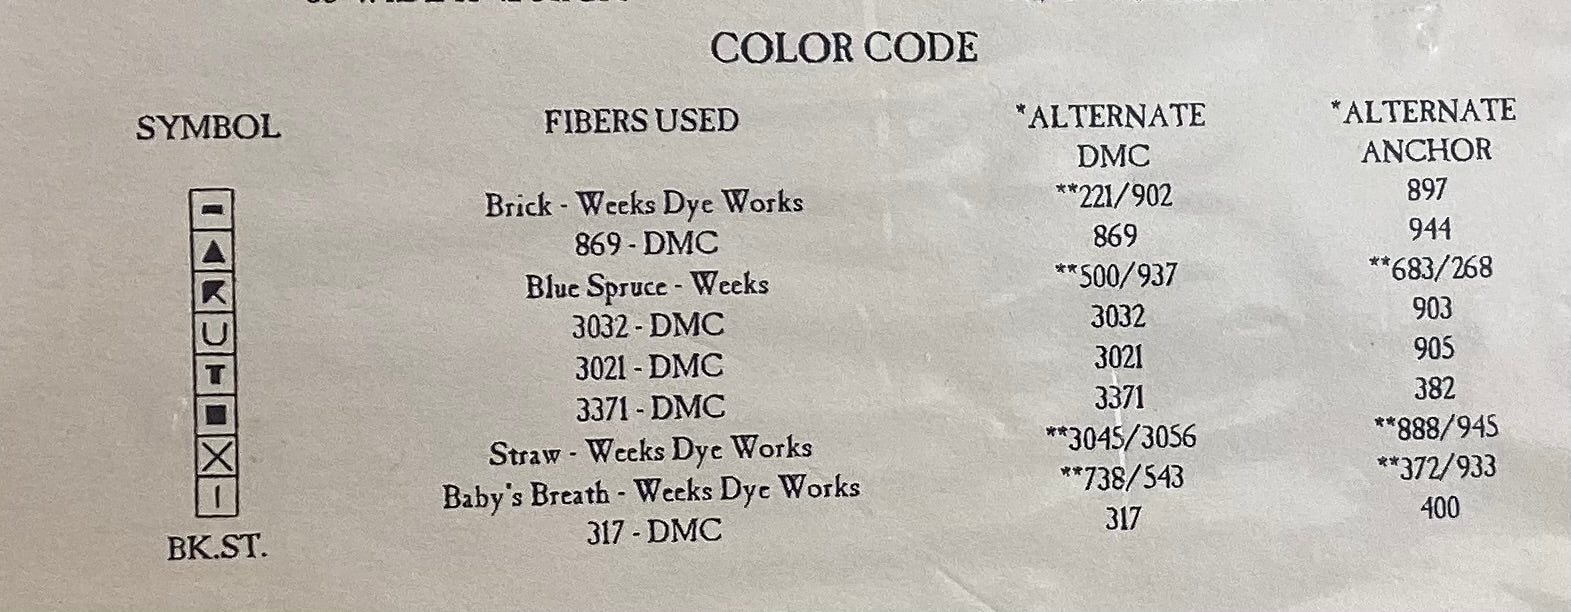 COLOR CODE
SYMBOL FIBERS USED *ALTERNATE DMC *ALTERNATE ANCHOR
Brick - Weeks Dye Works **221/902 897
869 - DMC 869 944
Blue Spruce - Weeks **500/937 **683/268
U 3032 - DMC 3032 903
T 3021 - DMC 3021 905
3371 - DMC 3371 382
X Straw - Weeks Dye Works **3045/3056 **888/945
Baby's Breath - Weeks Dye Works **738/543 **372/933
BK.ST. 317 - DMC 317 400